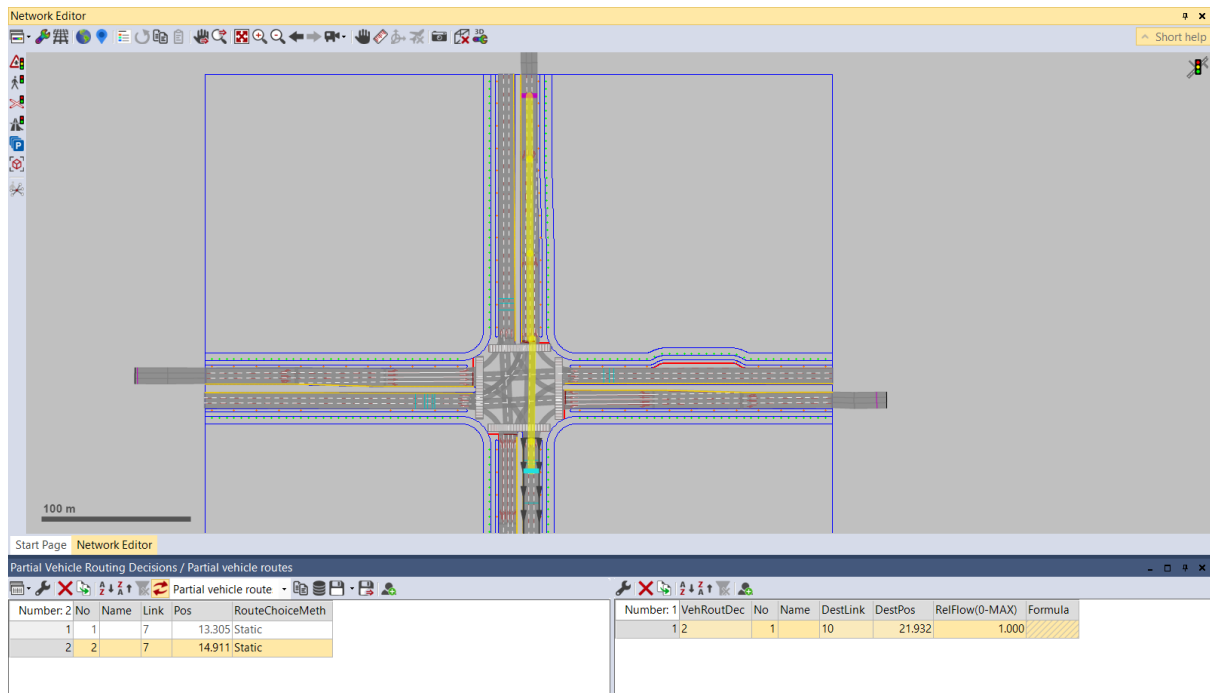 Network Editor
Short help
3D
P
100 m
Start Page Network Editor
Partial Vehicle Routing Decisions / Partial vehicle routes
Partial vehicle route
Number: 2 No Name Link Pos RouteChoiceMeth
1 1 7 13.305 Static
2 2 7 14.911 Static
Number: 1 VehRoutDec No Name DestLink DestPos RelFlow(0-MAX) Formula
1 2 1 10 21.932 1.000